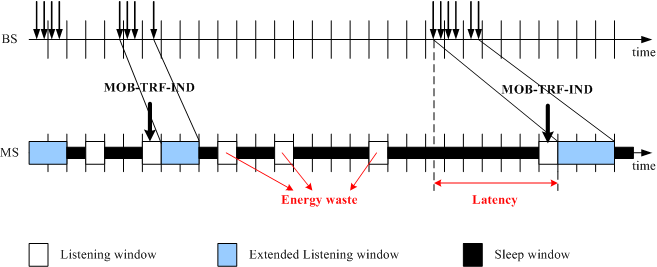 BS
time
MOB-TRF-IND
MOB-TRF-IND
MS
time
Energy waste
Latency
Listening window
Extended Listening window
Sleep window